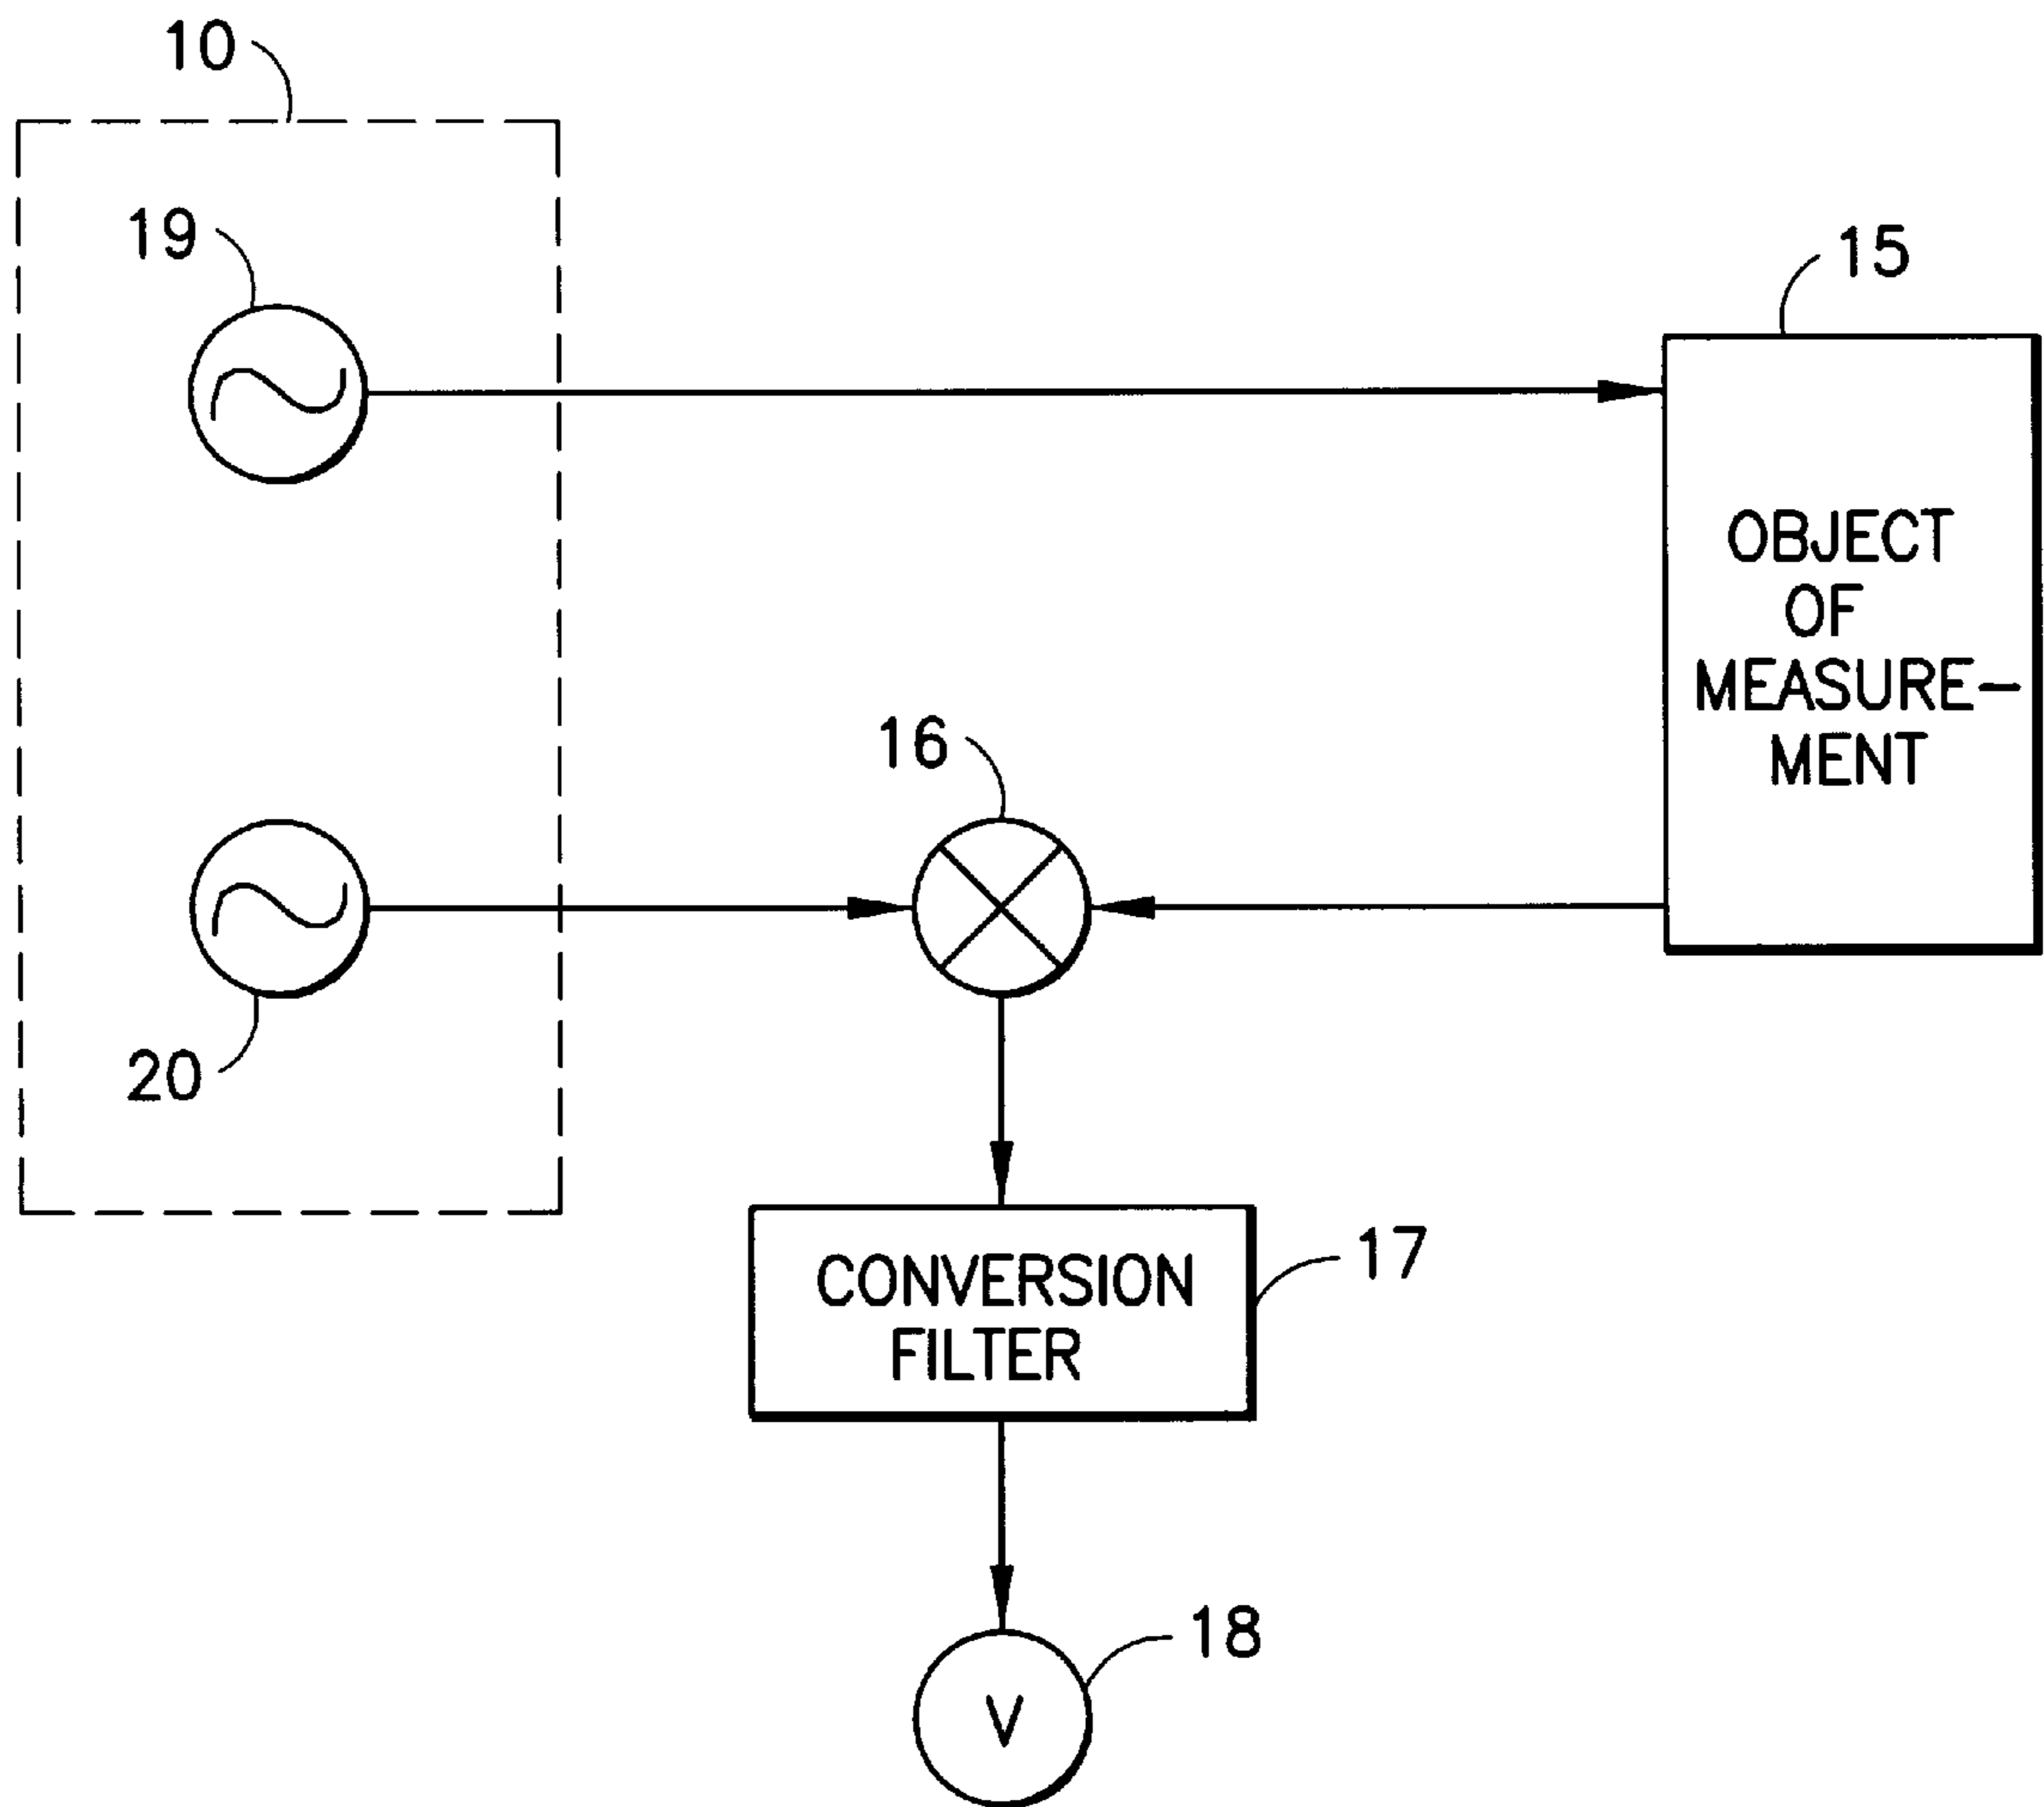 10
19
15
OBJECT
OF
MEASURE-
MENT
16
20
CONVERSION
FILTER
17
18
V